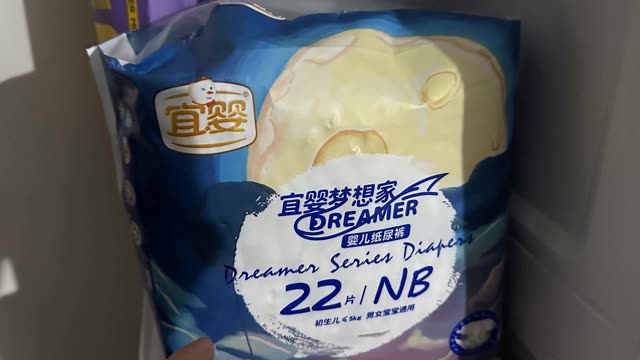 宜婴
宜婴梦想家
DREAMER
婴儿纸尿裤
Dreamer Series Diapers
22片/NB
初生儿≤5kg 男女宝宝通用